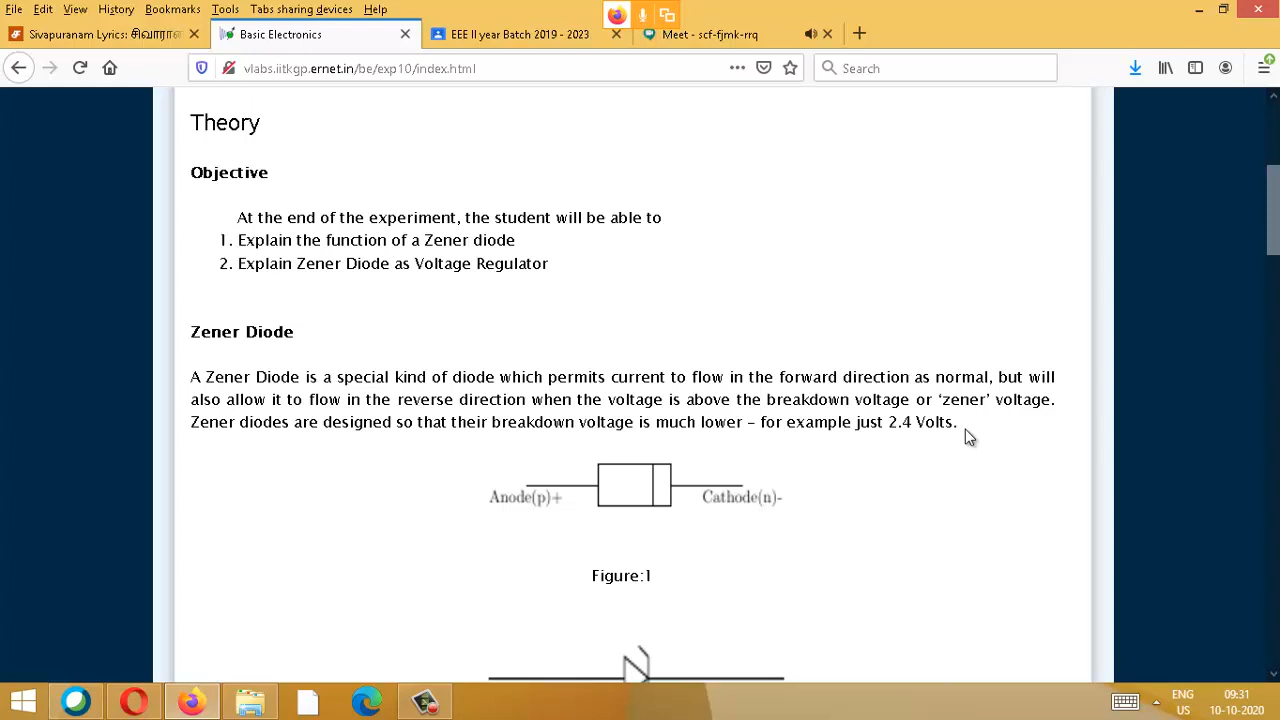 File Edit View History Bookmarks Tools Tabs sharing devices Help
Sivapuranam Lyrics: Basic Electronics EEE II year Batch 2019 - 2023 Meet - scf-fjmk-rrq
vlabs.iitkgp.ernet.in/be/exp10/index.html Search
Theory
Objective
At the end of the experiment, the student will be able to
1. Explain the function of a Zener diode
2. Explain Zener Diode as Voltage Regulator
Zener Diode
A Zener Diode is a special kind of diode which permits current to flow in the forward direction as normal, but will
also allow it to flow in the reverse direction when the voltage is above the breakdown voltage or ‘zener’ voltage.
Zener diodes are designed so that their breakdown voltage is much lower – for example just 2.4 Volts.
Anode(p)+ Cathode(n)-
Figure:1
ENG 09:31
US 10-10-2020